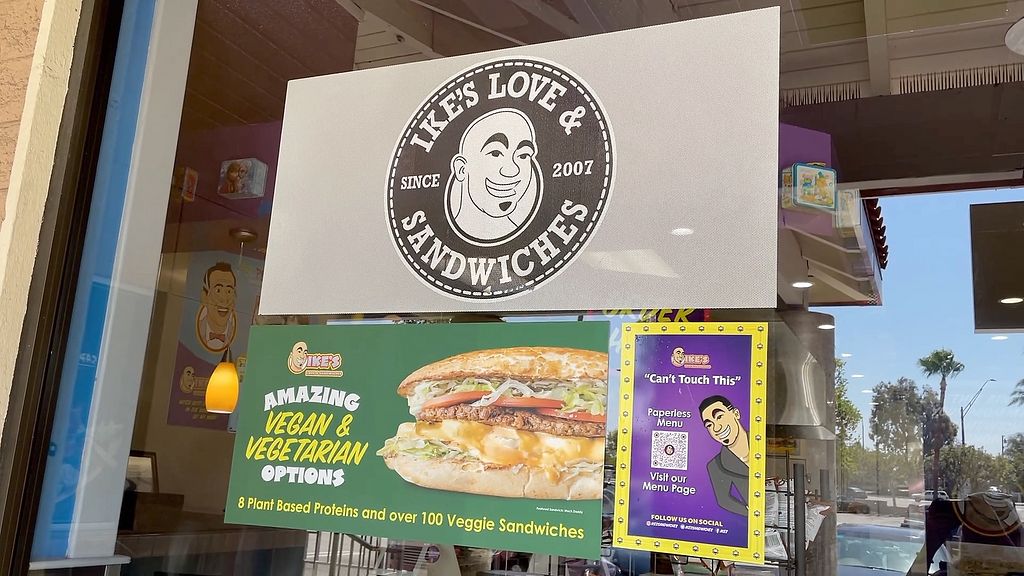 IKE'S LOVE &
SINCE 2007
SANDWICHES
ORDER
IKE'S
AMAZING
VEGAN &
VEGETARIAN
OPTIONS
8 Plant Based Proteins and over 100 Veggie Sandwiches
IKE'S
"Can't Touch This"
Paperless
Menu
Visit our
Menu Page
FOLLOW US ON SOCIAL